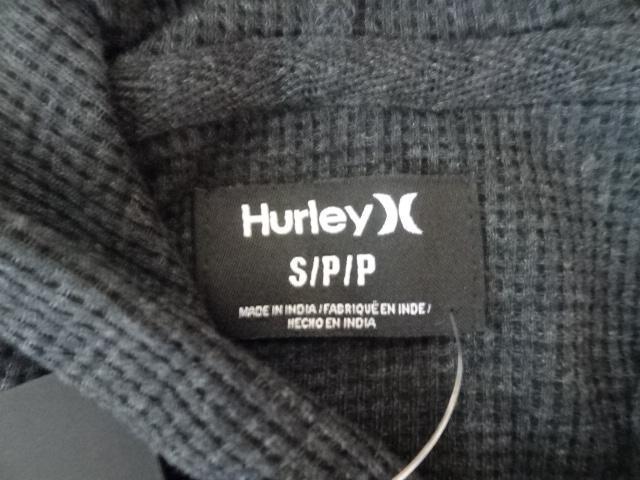 Hurley
S/P/P
MADE IN INDIA / FABRIQUÉ EN INDE /
HECHO EN INDIA